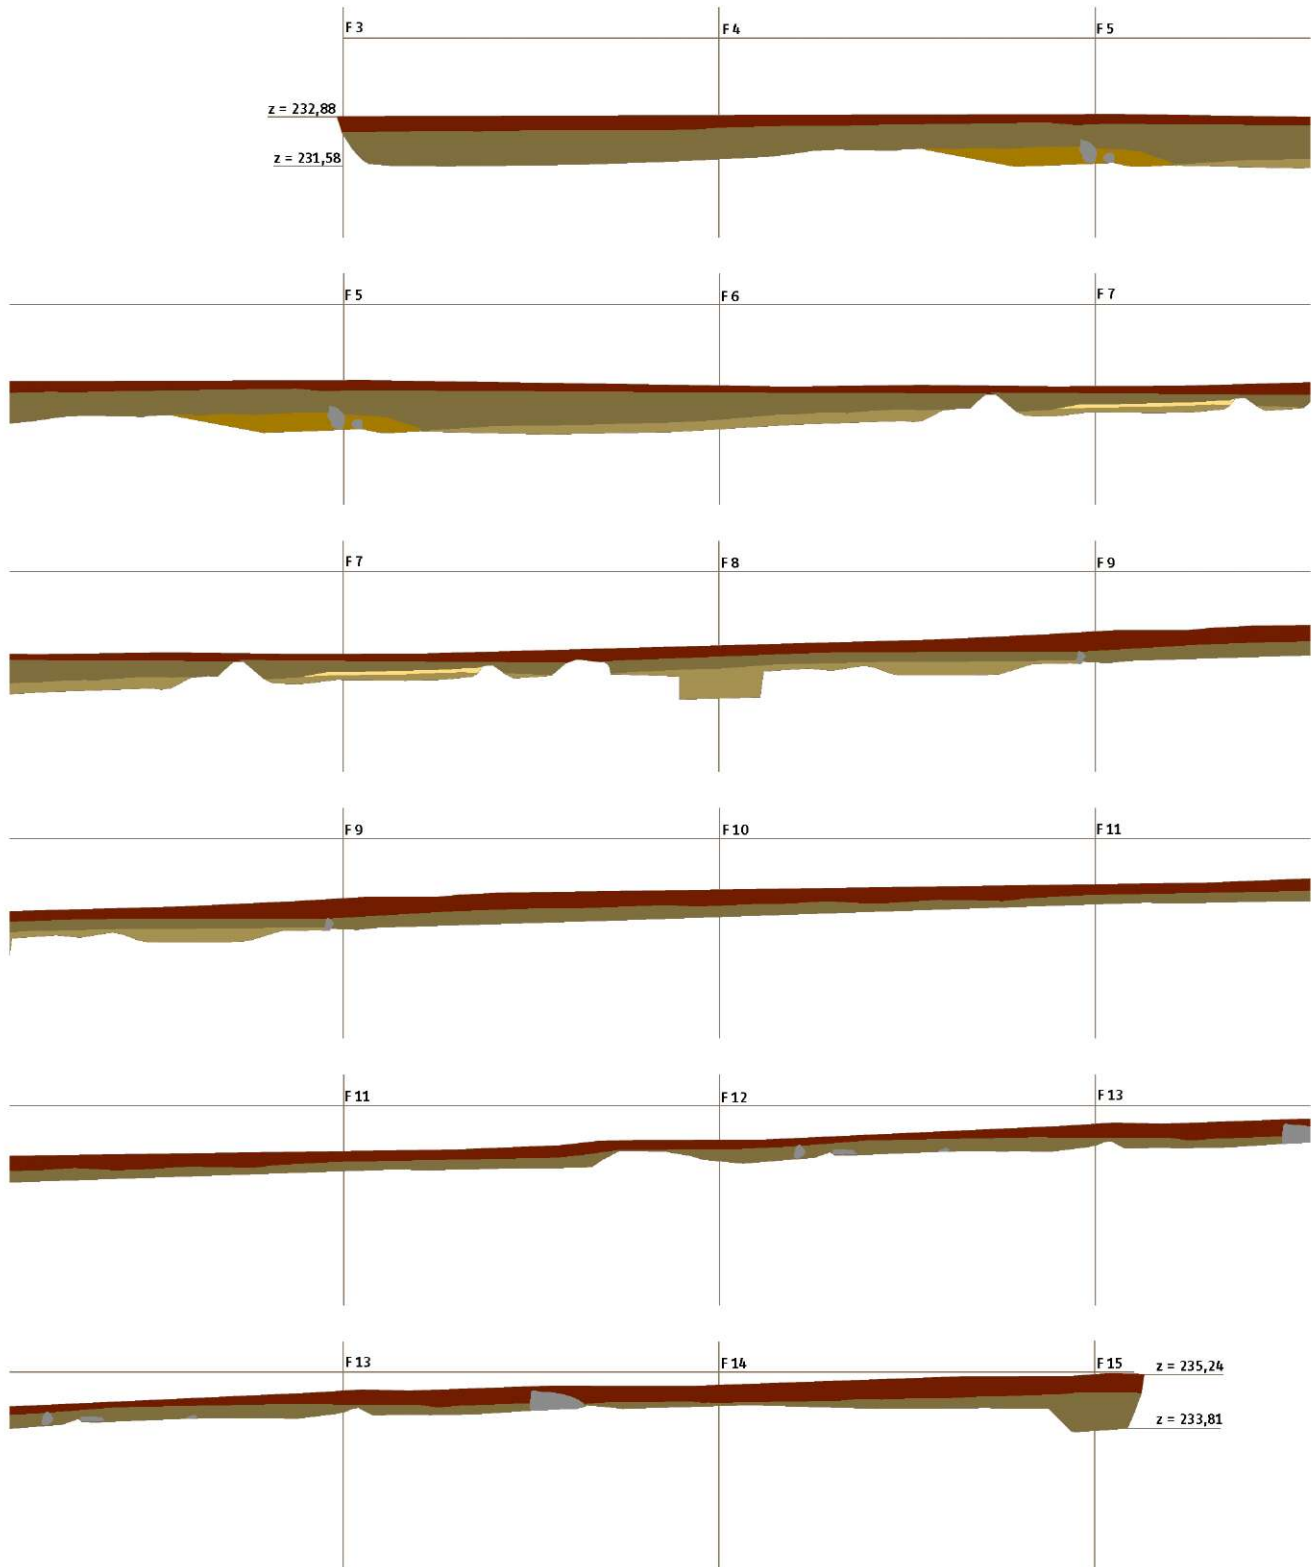 F 3
F 4
F 5
z = 232,88
z = 231,58
F 5
F 6
F 7
F 7
F 8
F 9
F 9
F 10
F 11
F 11
F 12
F 13
F 13
F 14
F 15
z = 235,24
z = 233,81